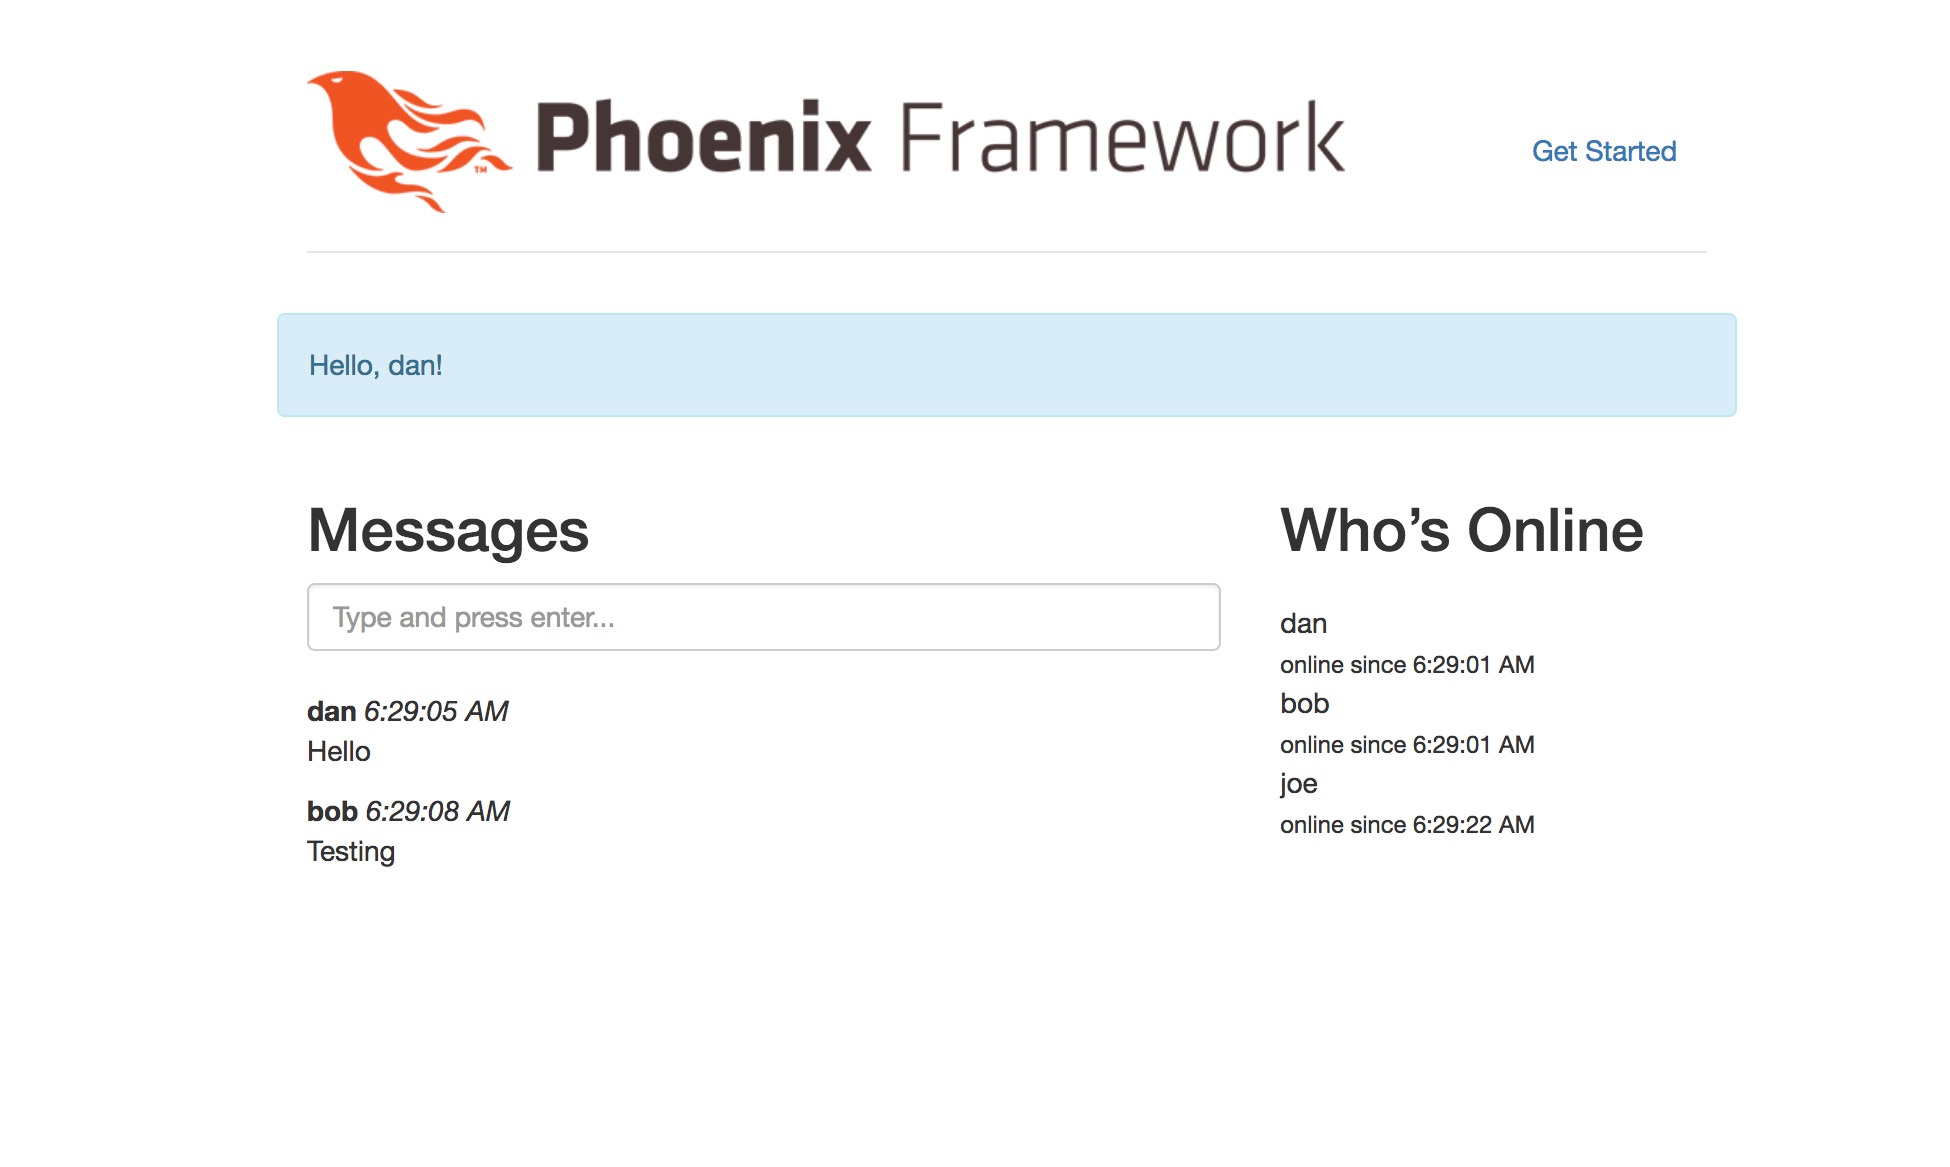 Phoenix Framework
™
Get Started
Hello, dan!
Messages
Type and press enter...
dan 6:29:05 AM
Hello
bob 6:29:08 AM
Testing
Who’s Online
dan
online since 6:29:01 AM
bob
online since 6:29:01 AM
joe
online since 6:29:22 AM